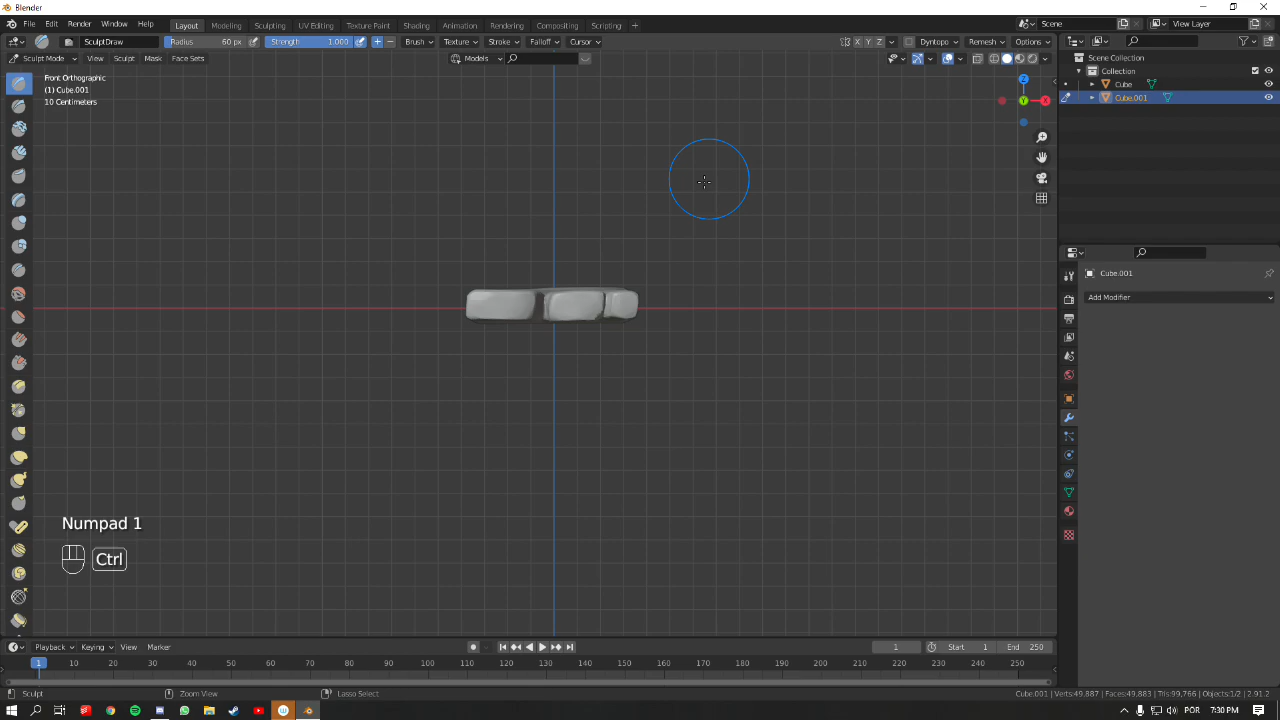 Blender
File Edit Render Window Help Layout Modeling Sculpting UV Editing Texture Paint Shading Animation Rendering Compositing Scripting + Scene View Layer
SculptDraw Radius 60 px Strength 1.000 + − Brush Texture Stroke Falloff Cursor X Y Z Dyntopo Remesh Options
Sculpt Mode View Sculpt Mask Face Sets Models
Scene Collection
Collection
Cube
Cube.001
Front Orthographic
(1) Cube.001
10 Centimeters
Z
Y X
Cube.001
Add Modifier
Numpad 1
Ctrl
Playback Keying View Marker 1 Start 1 End 250
1 10 20 30 40 50 60 70 80 90 100 110 120 130 140 150 160 170 180 190 200 210 220 230 240 250
Sculpt Zoom View Lasso Select Cube.001 | Verts:49,887 | Faces:49,883 | Tris:99,766 | Objects:1/2 | 2.91.2
POR 7:30 PM